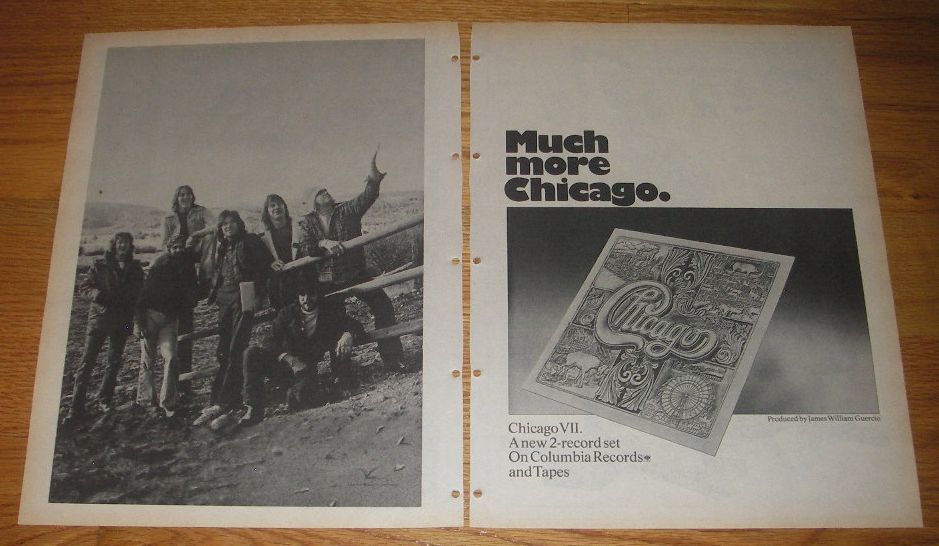 Much
more
Chicago.
Chicago
Produced by James William Guercio
Chicago VII.
A new 2-record set
On Columbia Records
and Tapes